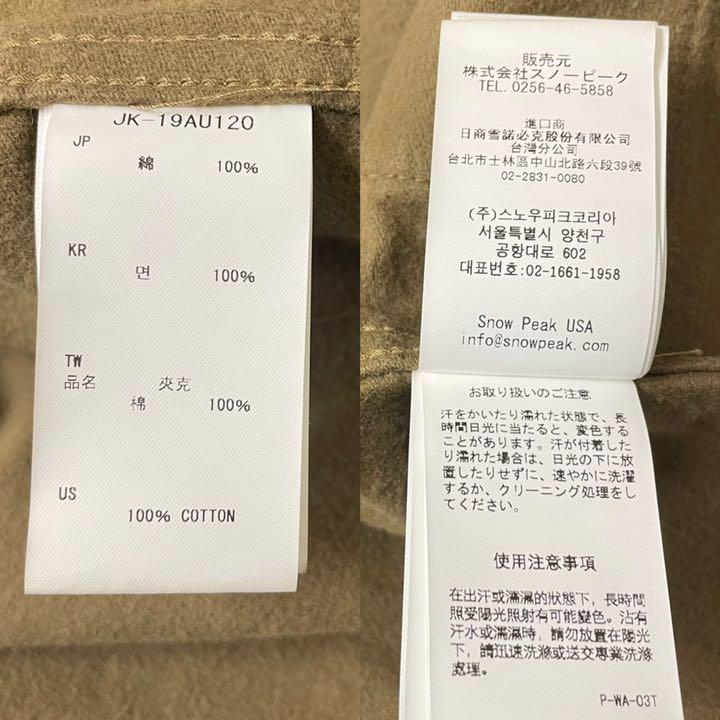 JK-19AU120
JP
綿 100%
KR
면 100%
TW
品名 夾克
棉 100%
US
100% COTTON
販売元
株式会社スノーピーク
TEL. 0256-46-5858
進口商
日商雪諾必克股份有限公司
台灣分公司
台北市士林區中山北路六段39號
02-2831-0080
(주)스노우피크코리아
서울특별시 양천구
공항대로 602
대표번호:02-1661-1958
Snow Peak USA
info@snowpeak.com
お取り扱いのご注意
汗をかいたり濡れた状態で、長
時間日光に当たると、変色する
ことがあります。汗が付着した
り濡れた場合は、日光の下に放
置したりせずに、速やかに洗濯
するか、クリーニング処理をし
てください。
使用注意事項
在出汗或濡濕的狀態下，長時間
照受陽光照射有可能變色。沾有
汗水或濡濕時，請勿放置在陽光
下，請迅速洗滌或送交專業洗滌
處理。
P-WA-03T